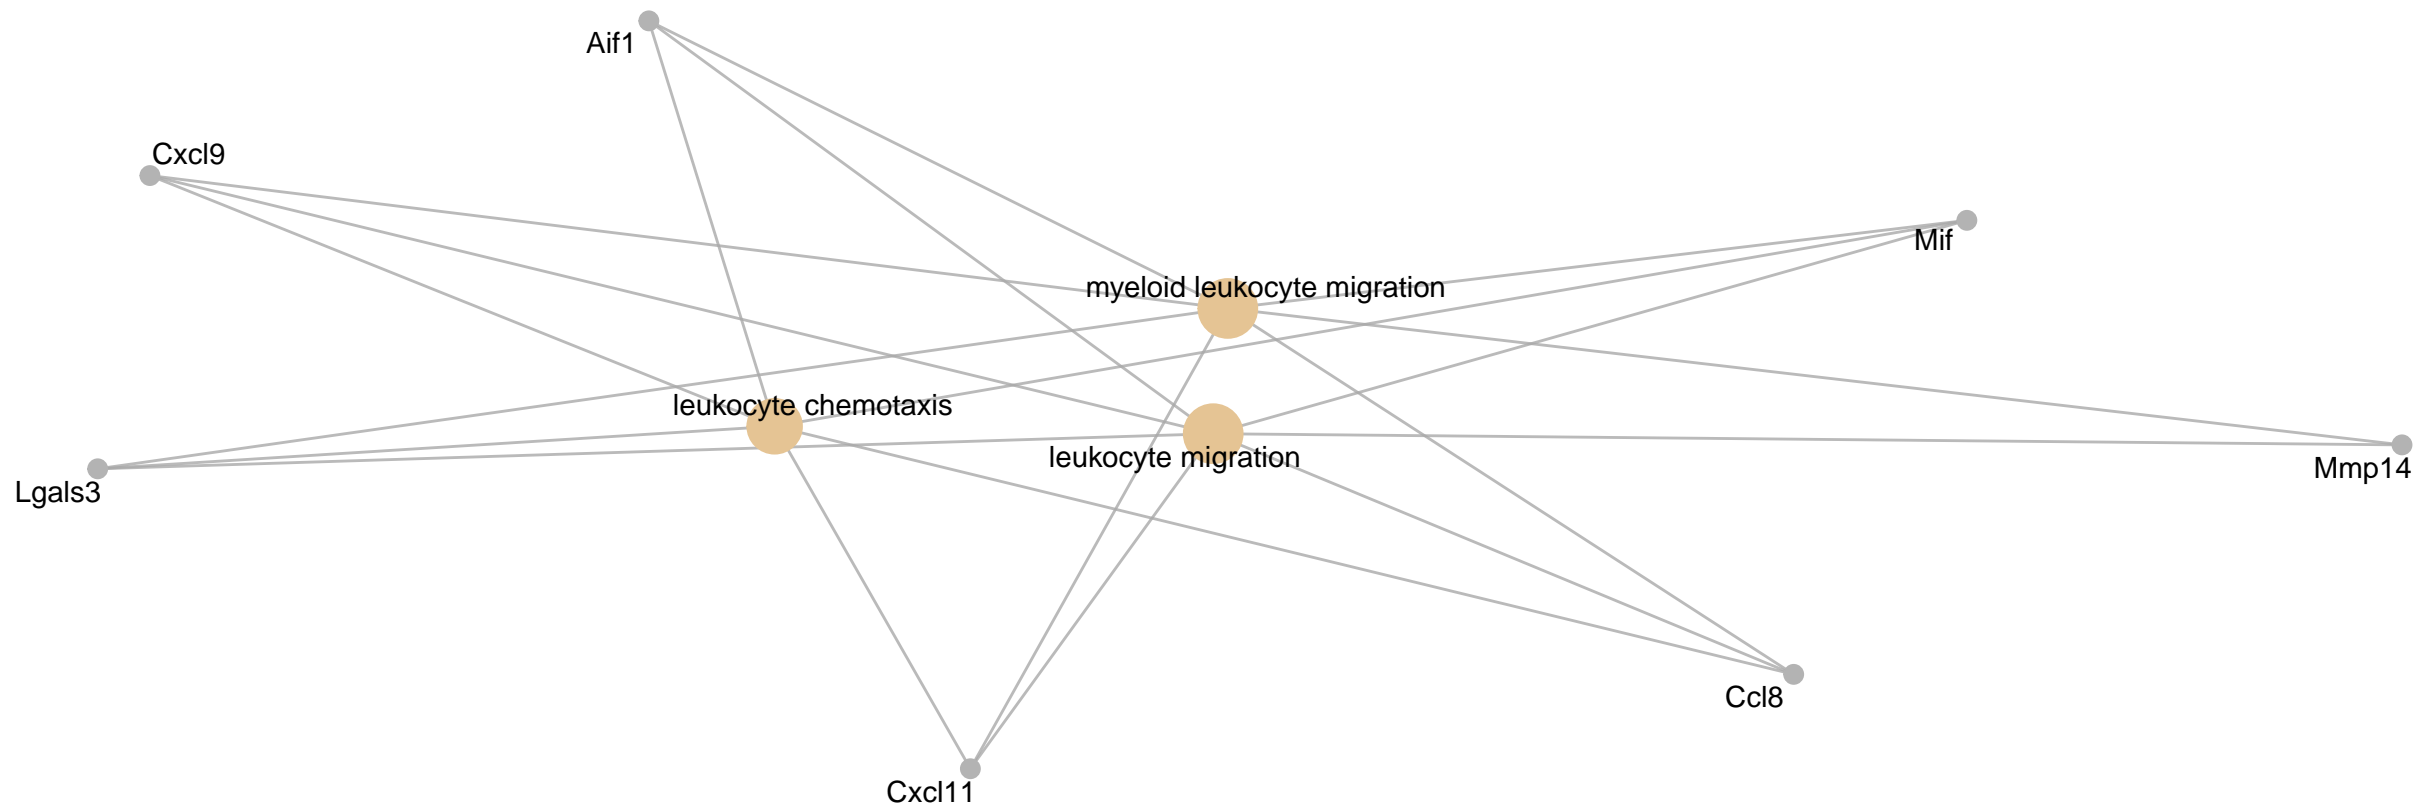 Aif1
Cxcl9
Mif
myeloid leukocyte migration
leukocyte chemotaxis
leukocyte migration
Mmp14
Lgals3
Ccl8
Cxcl11